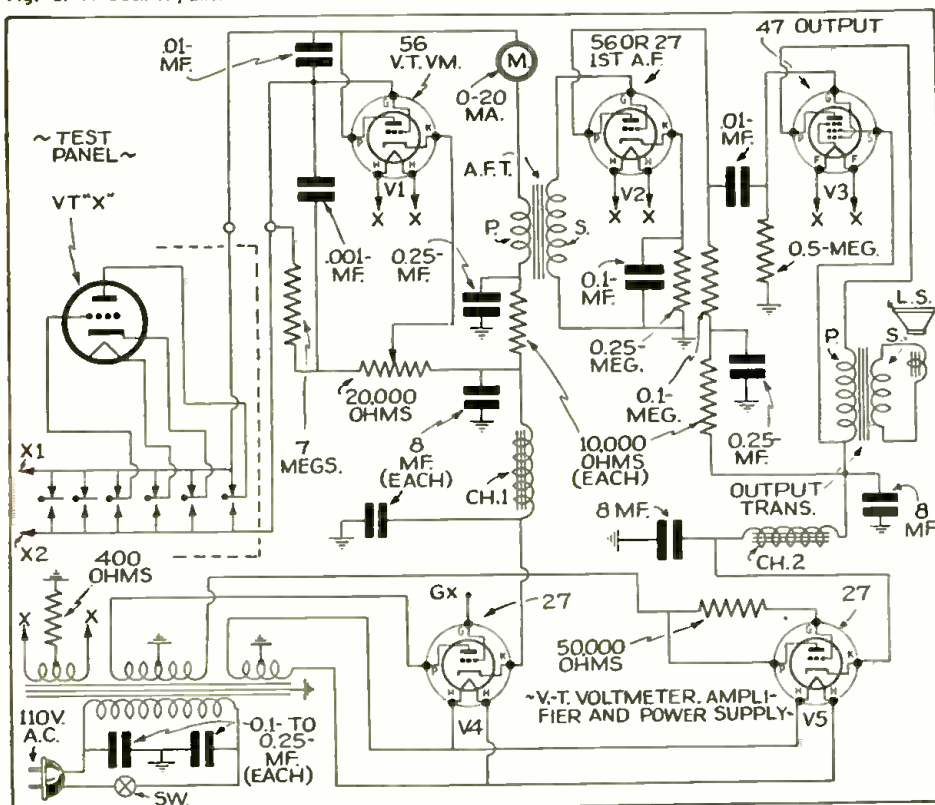 .01-
MF.
56
V.T. VM.
M.
0-20
MA.
56 OR 27
1ST A.F.
47 OUTPUT
~ TEST
PANEL ~
VT"X"
G
P
K
H
H
V1
X
X
.001-
MF.
0.25-
MF.
A.F.T.
P.
S.
G
P
K
H
H
V2
X
X
.01-
MF.
G
P
S
F
F
V3
X
X
0.5-MEG.
0.1-
MF.
0.25-
MEG.
0.1-
MEG.
0.25-
MF.
L.S.
P.
S.
20,000
OHMS
7
MEGS.
8
MF.
(EACH)
CH.1
10,000
OHMS
(EACH)
OUTPUT
TRANS.
8
MF.
8 MF.
CH.2
X1
X2
400
OHMS
X
X
GX
27
G
P
K
H
H
V4
50,000
OHMS
27
G
P
K
H
H
V5
~V.-T. VOLTMETER, AMPLI-
FIER AND POWER SUPPLY-
110V.
A.C.
0.1- TO
0.25-
MF.
(EACH)
SW.